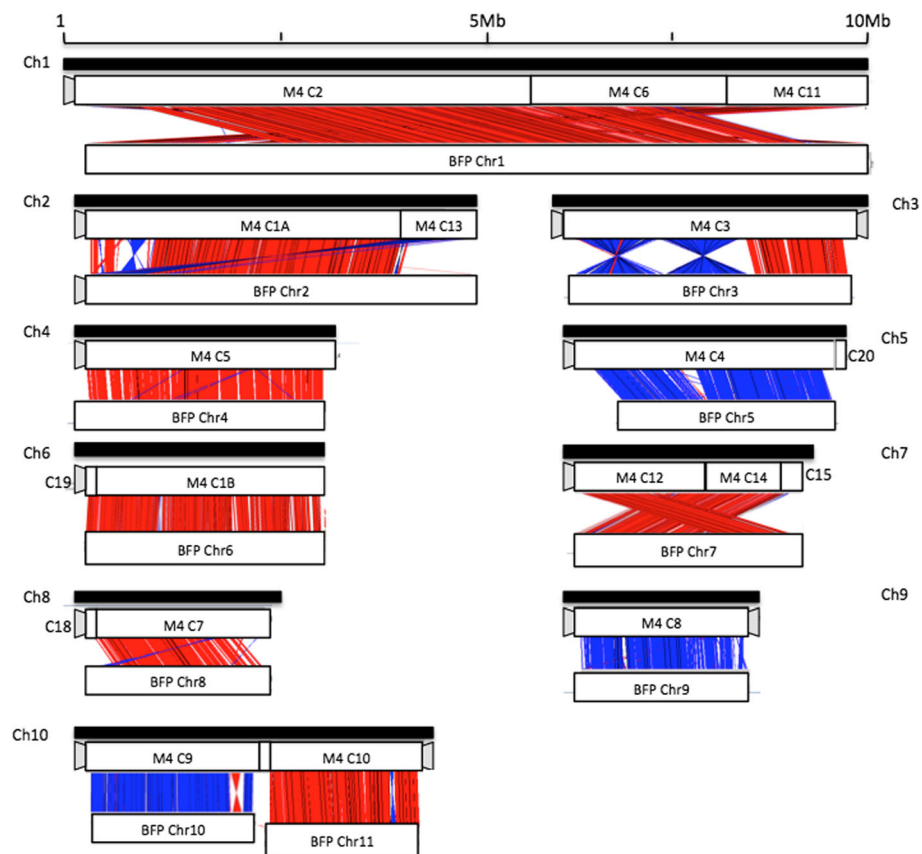 1 5Mb 10Mb
Ch1
M4 C2 M4 C6 M4 C11
BFP Chr1
Ch2 Ch3
M4 C1A M4 C13 M4 C3
BFP Chr2 BFP Chr3
Ch4 Ch5
M4 C5 M4 C4 C20
BFP Chr4 BFP Chr5
Ch6 Ch7
C19 M4 C1B M4 C12 M4 C14 C15
BFP Chr6 BFP Chr7
Ch8 Ch9
C18 M4 C7 M4 C8
BFP Chr8 BFP Chr9
Ch10
M4 C9 M4 C10
BFP Chr10 BFP Chr11